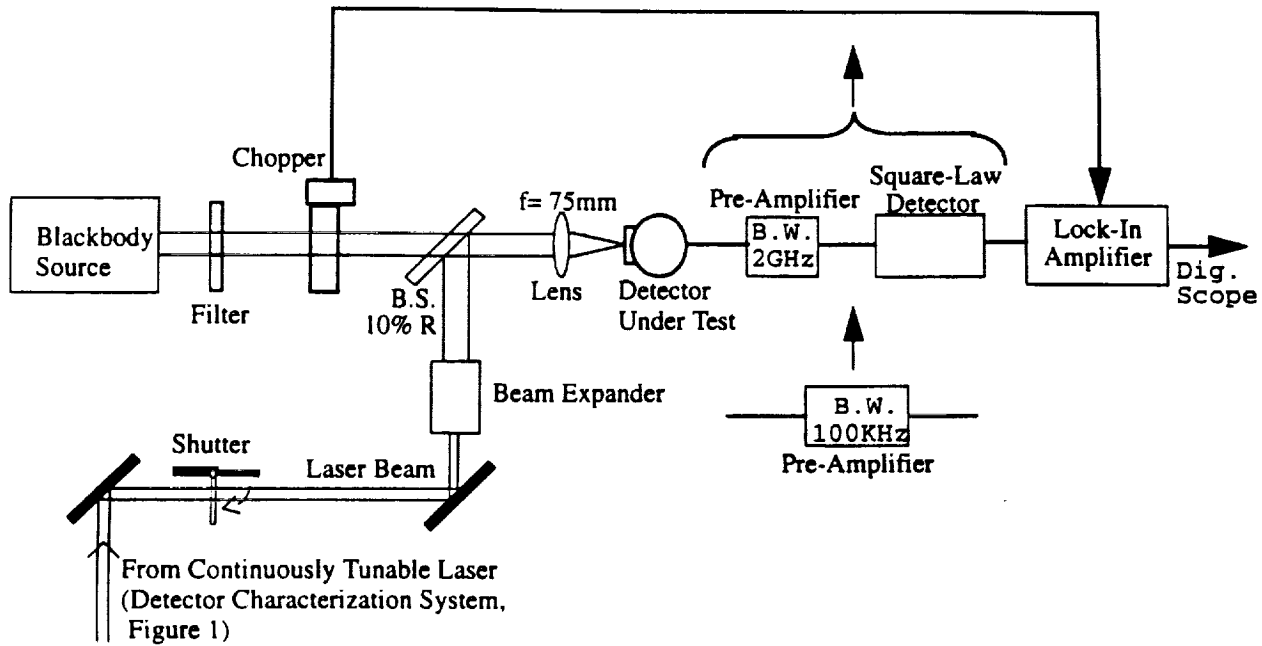 Chopper
Blackbody
Source
Filter
B.S.
10% R
f= 75mm
Lens
Detector
Under Test
Pre-Amplifier
B.W.
2GHz
Square-Law
Detector
Lock-In
Amplifier
Dig.
Scope
Beam Expander
B.W.
100KHz
Pre-Amplifier
Shutter
Laser Beam
From Continuously Tunable Laser
(Detector Characterization System,
Figure 1)